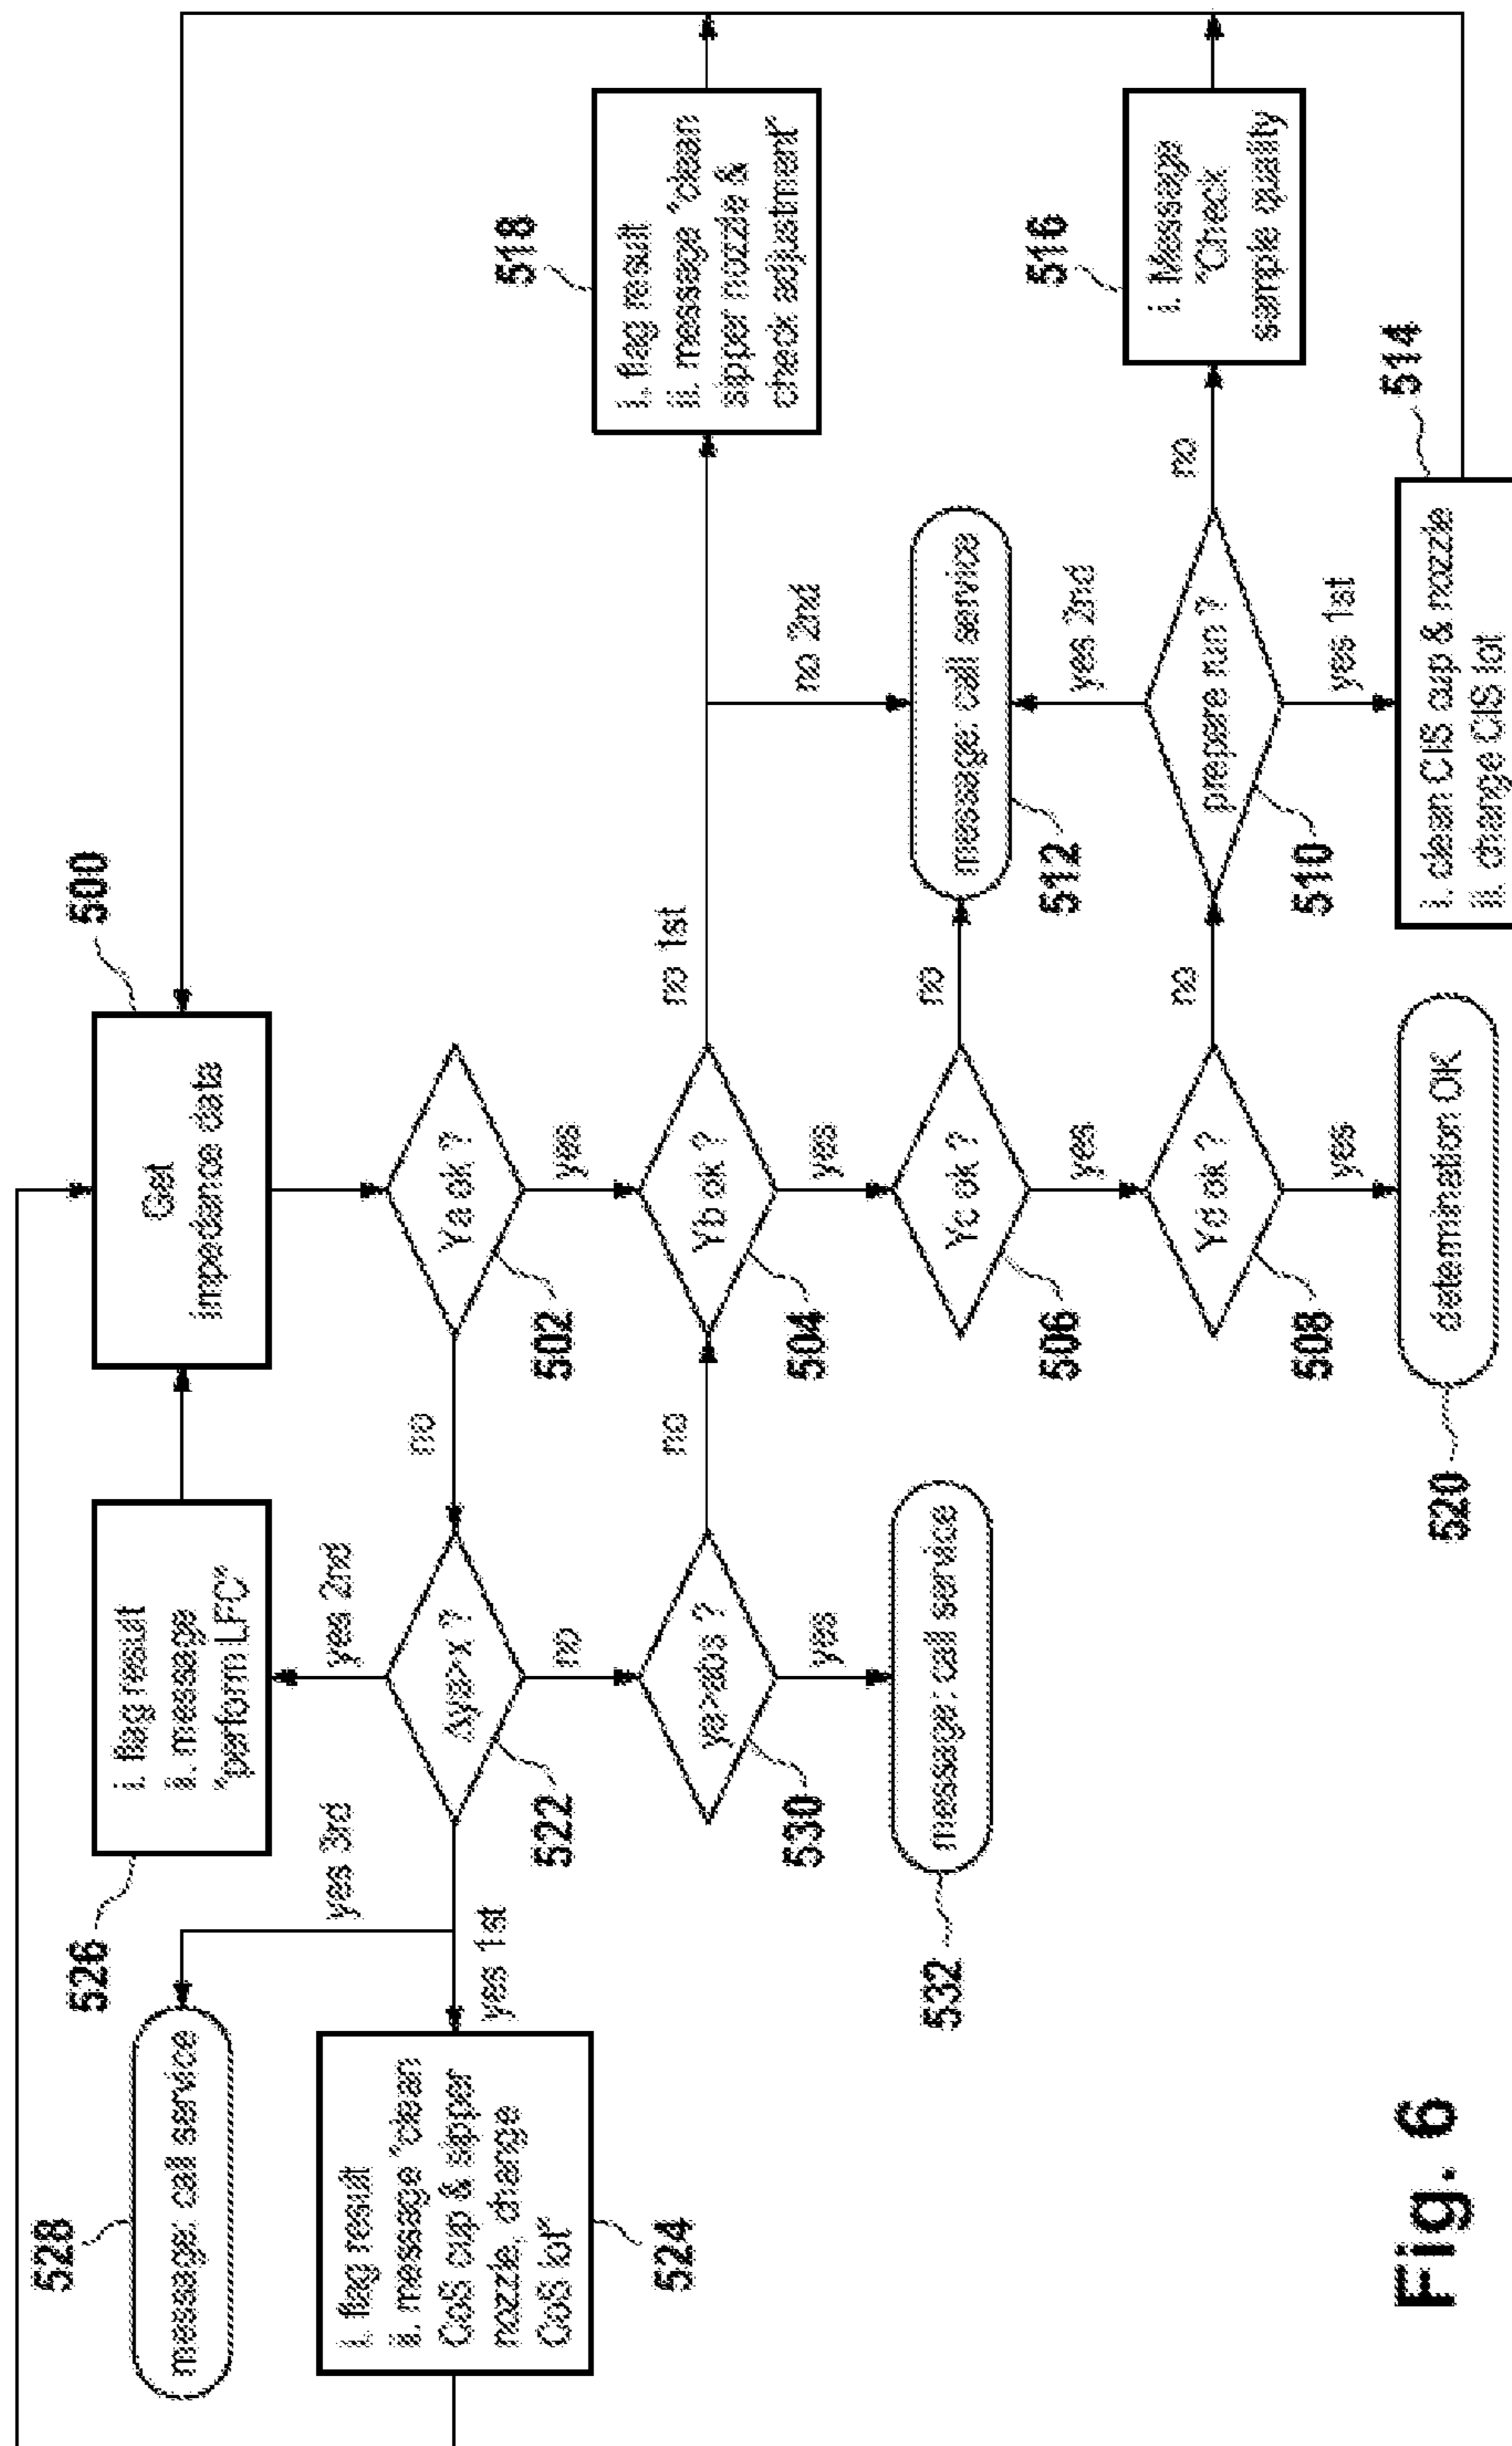 528
message: call service
526
i. flag result
ii. message
"perform LFC"
500
Get
impedance data
524
i. flag result
ii. message "clean
CoS cup & sipper
nozzle, change
CoS lot"
yes 3rd
yes 1st
yes 2nd
Δya>x ?
522
no
Ya ok ?
502
no
yes
ya>abs ?
530
no
yes
Yb ok ?
504
no 1st
no 2nd
yes
518
i. flag result
ii. message "clean
sipper nozzle &
check adjustment"
532
message: call service
Yc ok ?
506
no
yes
message: call service
512
yes 2nd
Yd ok ?
508
no
yes
prepare run ?
510
no
yes 1st
516
i. Message
"Check
sample quality
520
determination OK
514
i. clean CIS cup & nozzle
ii. change CIS lot
Fig. 6